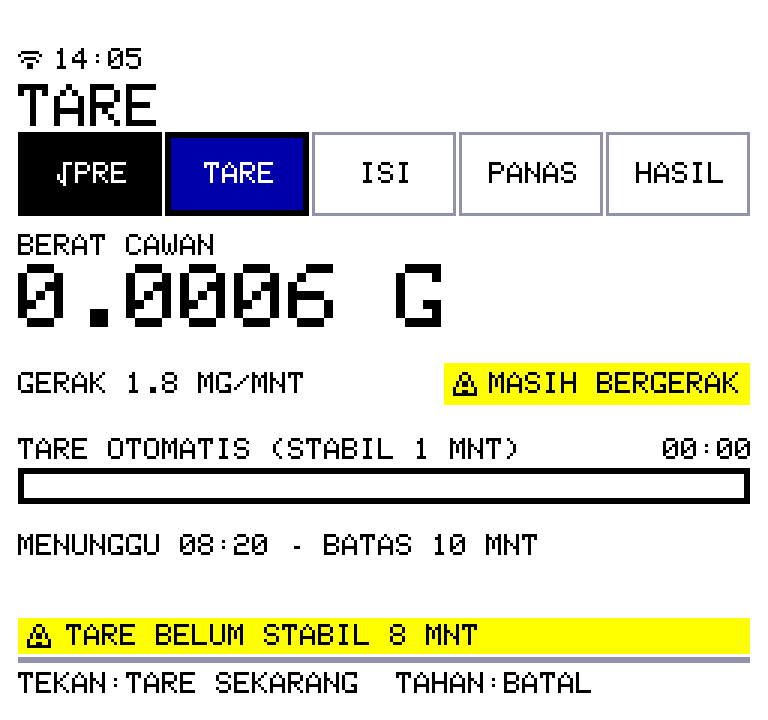 14:05
TARE
√PRE TARE ISI PANAS HASIL
BERAT CAWAN
0.0006 G
GERAK 1.8 MG/MNT MASIH BERGERAK
TARE OTOMATIS (STABIL 1 MNT) 00:00
MENUNGGU 08:20 - BATAS 10 MNT
TARE BELUM STABIL 8 MNT
TEKAN:TARE SEKARANG TAHAN:BATAL